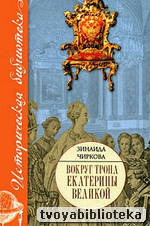 Историческая библиотека
ЗИНАИДА
ЧИРКОВА
ВОКРУГ ТРОНА
ЕКАТЕРИНЫ
ВЕЛИКОЙ
tvoyabiblioteka